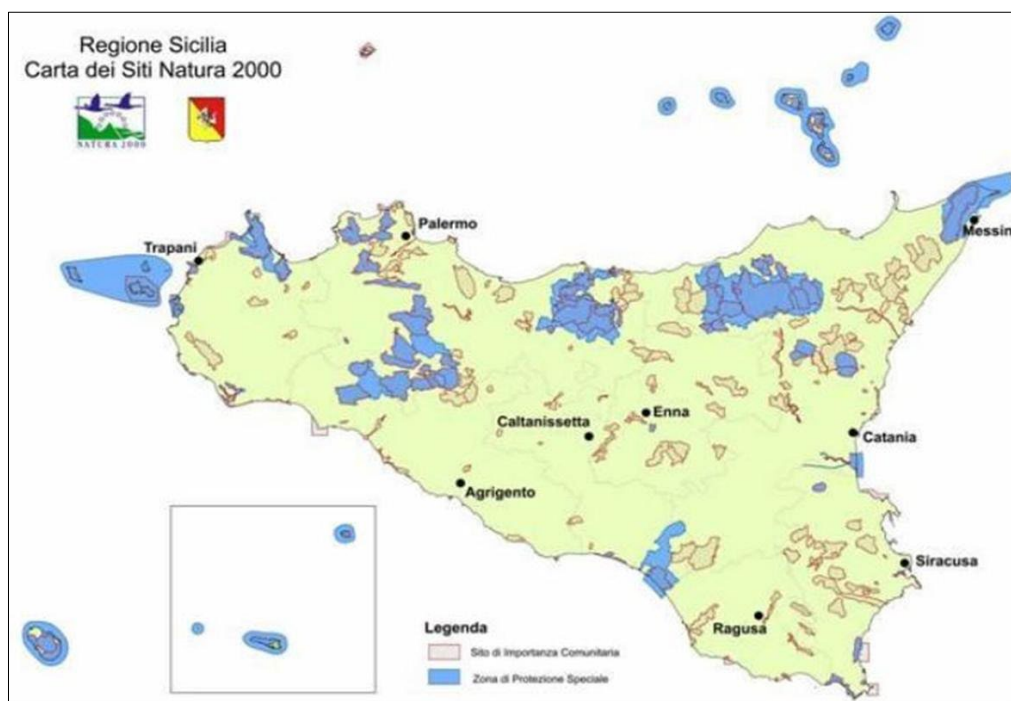 Regione Sicilia
Carta dei Siti Natura 2000
NATURA 2000
Palermo
Trapani
Messin
Enna
Caltanissetta
Catania
Agrigento
Siracusa
Ragusa
Legenda
Sito di Importanza Comunitaria
Zona di Protezione Speciale